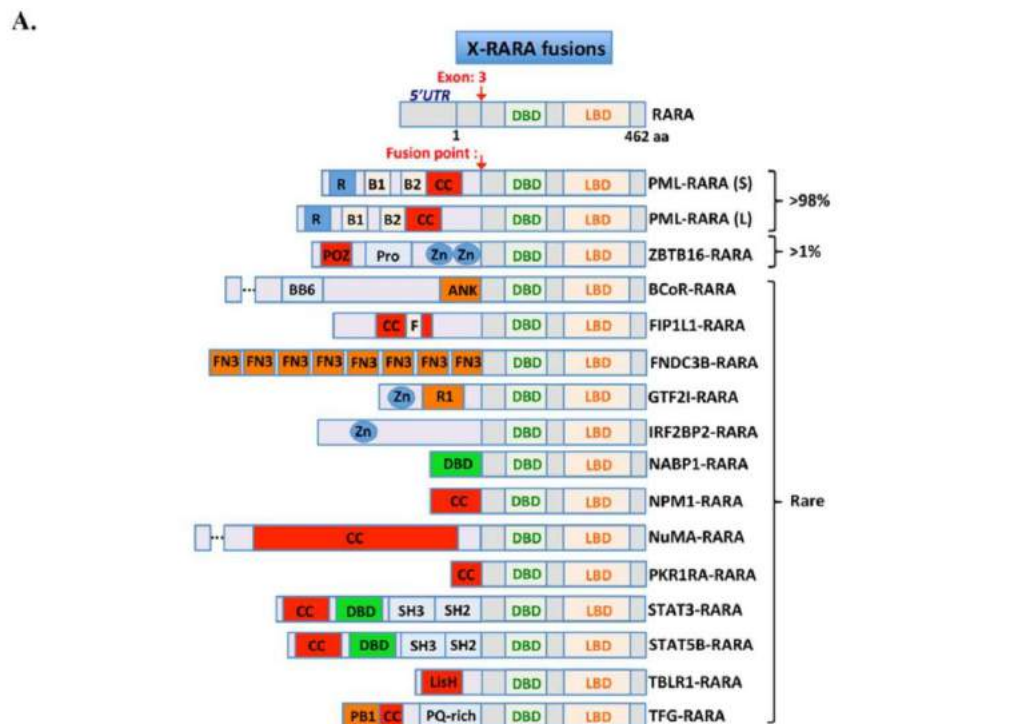 A.
X-RARA fusions
Exon: 3
5'UTR
DBD LBD RARA
1 462 aa
Fusion point :
R B1 B2 CC DBD LBD PML-RARA (S)
>98%
R B1 B2 CC DBD LBD PML-RARA (L)
POZ Pro Zn Zn DBD LBD ZBTB16-RARA >1%
... BB6 ANK DBD LBD BCoR-RARA
CC F DBD LBD FIP1L1-RARA
FN3 FN3 FN3 FN3 FN3 FN3 FN3 FN3 DBD LBD FNDC3B-RARA
Zn R1 DBD LBD GTF2I-RARA
Zn DBD LBD IRF2BP2-RARA
DBD DBD LBD NABP1-RARA
CC DBD LBD NPM1-RARA Rare
... CC DBD LBD NuMA-RARA
CC DBD LBD PKR1RA-RARA
CC DBD SH3 SH2 DBD LBD STAT3-RARA
CC DBD SH3 SH2 DBD LBD STAT5B-RARA
LisH DBD LBD TBLR1-RARA
PB1 CC PQ-rich DBD LBD TFG-RARA